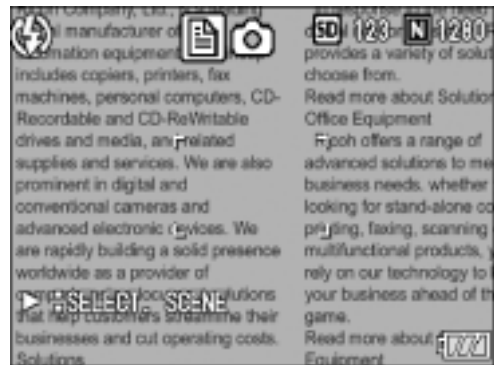 Ricoh Company, Ltd.,
manufacturer of
equipment
includes copiers, printers, fax
machines, personal computers, CD-
Recordable and CD-ReWritable
drives and media, and related
supplies and services. We are also
prominent in digital and
conventional cameras and
advanced electronic devices. We
are rapidly building a solid presence
worldwide as a provider of
solutions
that help customers streamline their
businesses and cut operating costs.
Solutions
SD 123 N 1280
provides a variety of solut
choose from.
Read more about Solution
Office Equipment
Ricoh offers a range of
advanced solutions to me
business needs, whether
looking for stand-alone co
printing, faxing, scanning
multifunctional products, y
rely on our technology to
your business ahead of th
game.
Read more about
Equipment
SELECT SCENE